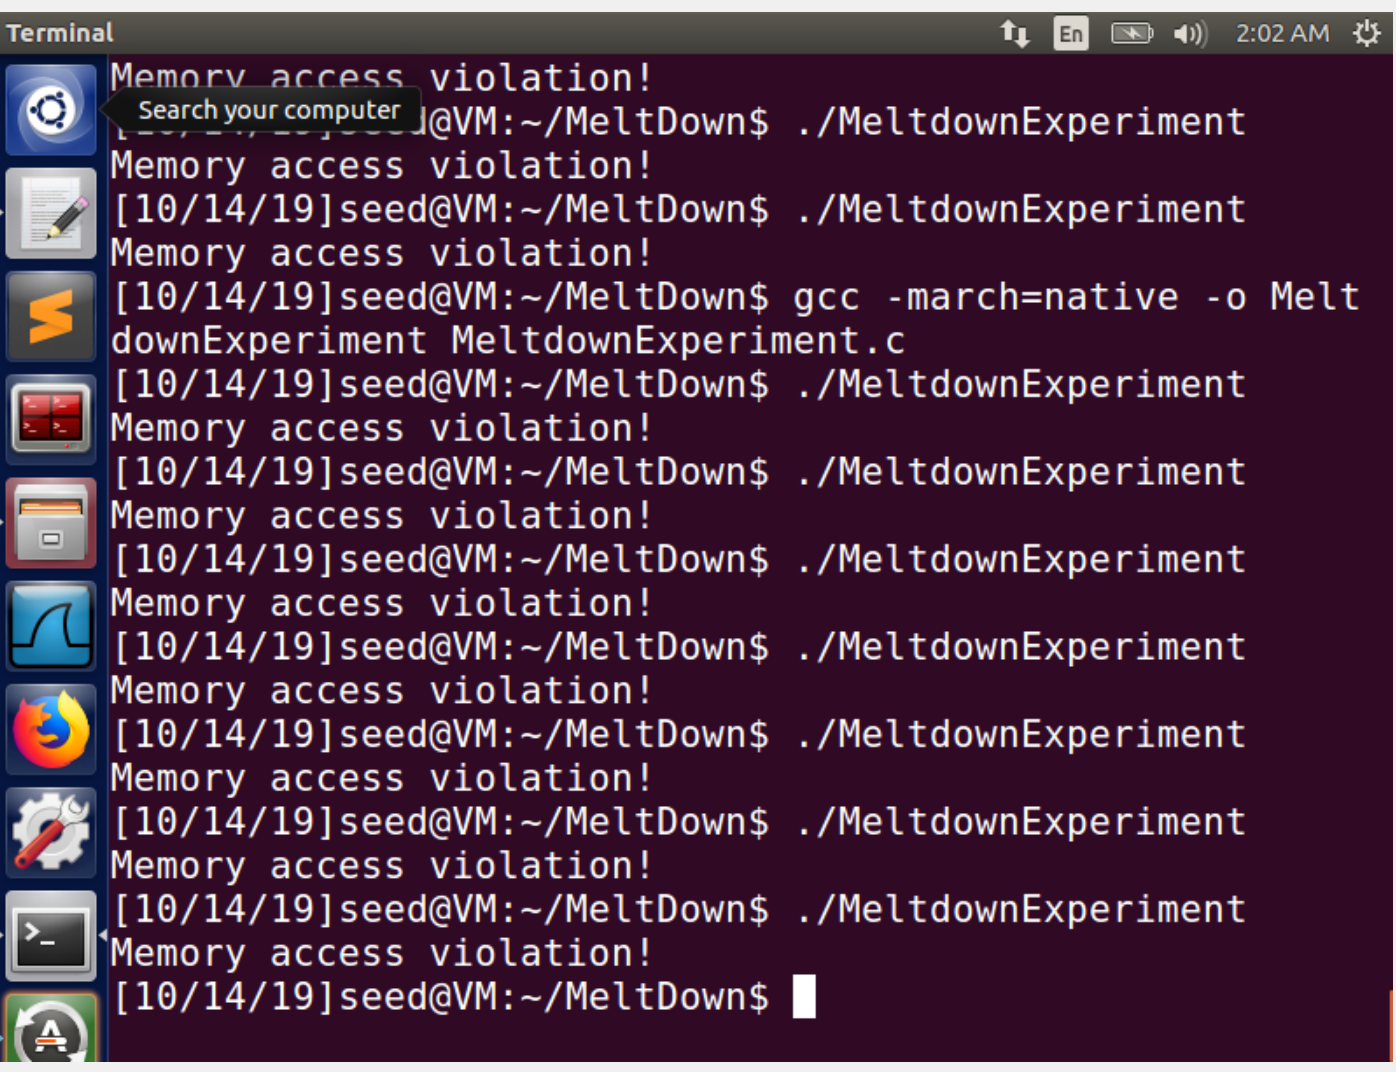 Terminal
En
2:02 AM
Memory access violation!
Search your computer
d@VM:~/MeltDown$ ./MeltdownExperiment
Memory access violation!
[10/14/19]seed@VM:~/MeltDown$ ./MeltdownExperiment
Memory access violation!
[10/14/19]seed@VM:~/MeltDown$ gcc -march=native -o Melt
downExperiment MeltdownExperiment.c
[10/14/19]seed@VM:~/MeltDown$ ./MeltdownExperiment
Memory access violation!
[10/14/19]seed@VM:~/MeltDown$ ./MeltdownExperiment
Memory access violation!
[10/14/19]seed@VM:~/MeltDown$ ./MeltdownExperiment
Memory access violation!
[10/14/19]seed@VM:~/MeltDown$ ./MeltdownExperiment
Memory access violation!
[10/14/19]seed@VM:~/MeltDown$ ./MeltdownExperiment
Memory access violation!
[10/14/19]seed@VM:~/MeltDown$ ./MeltdownExperiment
Memory access violation!
[10/14/19]seed@VM:~/MeltDown$ ./MeltdownExperiment
Memory access violation!
[10/14/19]seed@VM:~/MeltDown$